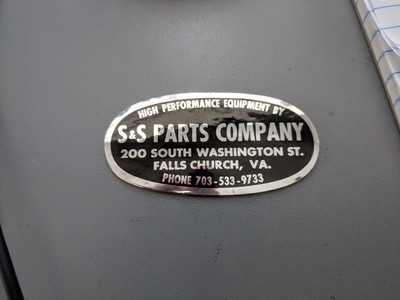 HIGH PERFORMANCE EQUIPMENT BY
S&S PARTS COMPANY
200 SOUTH WASHINGTON ST.
FALLS CHURCH, VA.
PHONE 703-533-9733